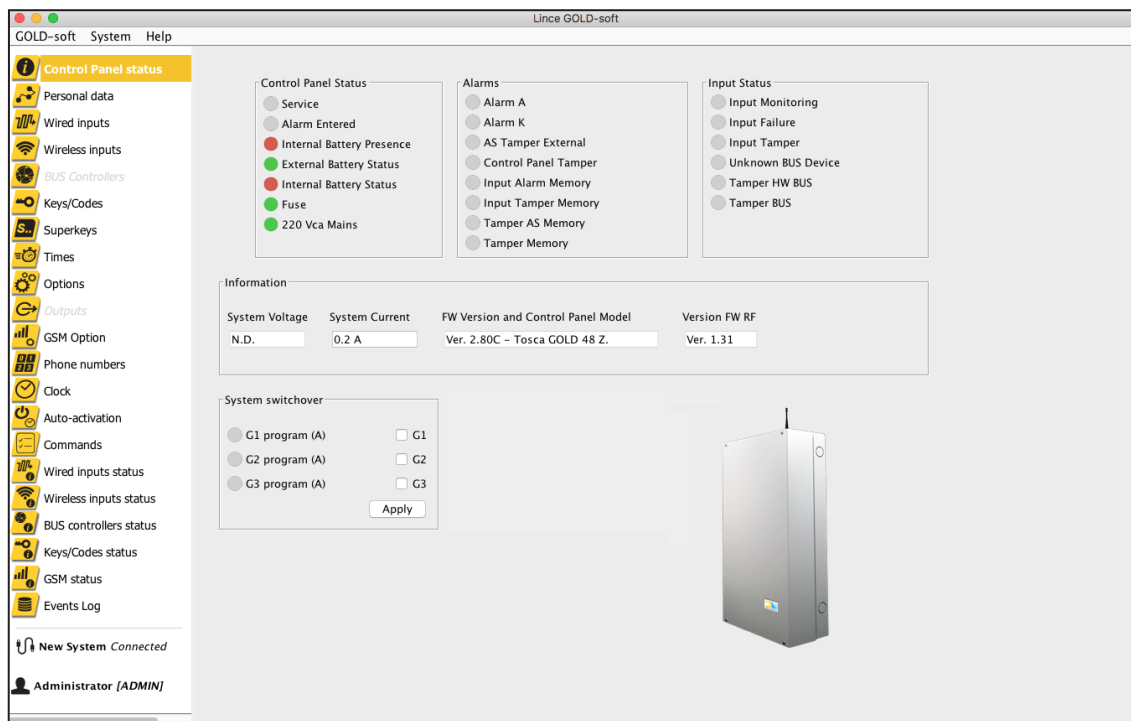 Lince GOLD-soft
GOLD-soft System Help
Control Panel status
Personal data
Wired inputs
Wireless inputs
BUS Controllers
Keys/Codes
S..
Superkeys
Times
Options
Outputs
GSM Option
Phone numbers
Clock
Auto-activation
Commands
Wired inputs status
Wireless inputs status
BUS controllers status
Keys/Codes status
GSM status
Events Log
New System Connected
Administrator [ADMIN]
Control Panel Status
Service
Alarm Entered
Internal Battery Presence
External Battery Status
Internal Battery Status
Fuse
220 Vca Mains
Alarms
Alarm A
Alarm K
AS Tamper External
Control Panel Tamper
Input Alarm Memory
Input Tamper Memory
Tamper AS Memory
Tamper Memory
Input Status
Input Monitoring
Input Failure
Input Tamper
Unknown BUS Device
Tamper HW BUS
Tamper BUS
Information
System Voltage System Current FW Version and Control Panel Model Version FW RF
N.D. 0.2 A Ver. 2.80C - Tosca GOLD 48 Z. Ver. 1.31
System switchover
G1 program (A) G1
G2 program (A) G2
G3 program (A) G3
Apply